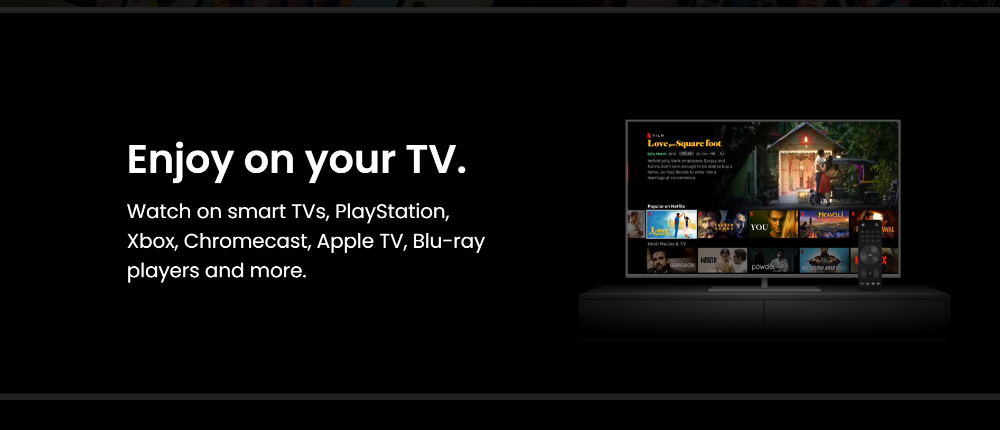 Enjoy on your TV.
Watch on smart TVs, PlayStation,
Xbox, Chromecast, Apple TV, Blu-ray
players and more.
N FILM
Love per Square foot
92% Match 2018 TV-14 2h 13m HD 5.1
Individually, bank employees Sanjay and
Karina don't earn enough to be able to buy a
home, so they decide to enter into a
marriage of convenience.
Popular on Netflix
Love
SACRED
GAMES
YOU
MOWGLI
Hindi Movies & TV
GURGAON
MANTO
powder
BRIJ MOHAN AMAR